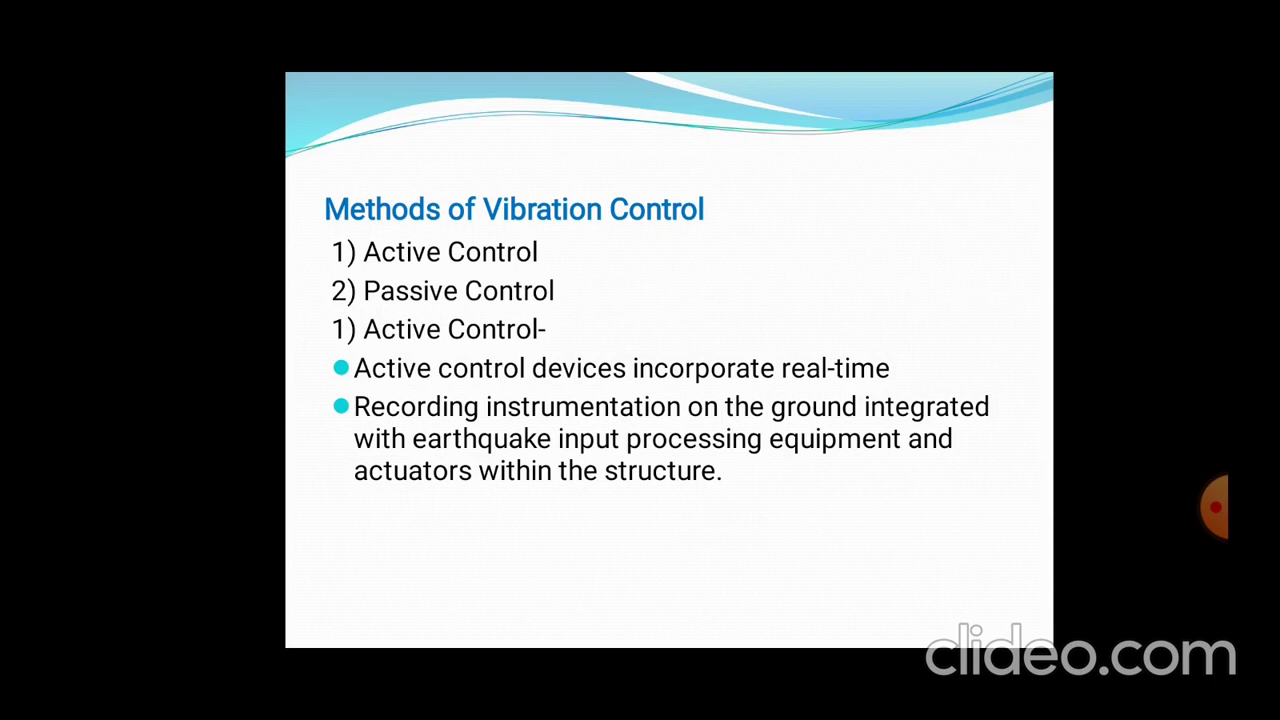 Methods of Vibration Control
1) Active Control
2) Passive Control
1) Active Control-
Active control devices incorporate real-time
Recording instrumentation on the ground integrated
with earthquake input processing equipment and
actuators within the structure.
clideo.com